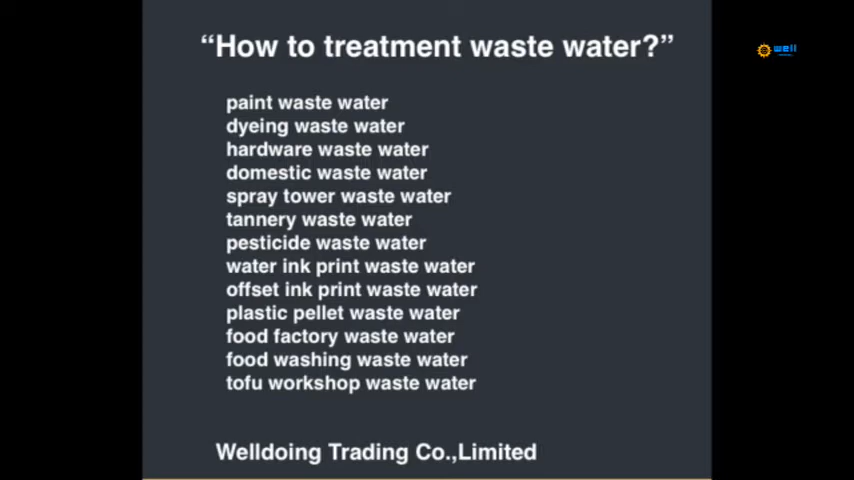 “How to treatment waste water?”
well
paint waste water
dyeing waste water
hardware waste water
domestic waste water
spray tower waste water
tannery waste water
pesticide waste water
water ink print waste water
offset ink print waste water
plastic pellet waste water
food factory waste water
food washing waste water
tofu workshop waste water
Welldoing Trading Co.,Limited